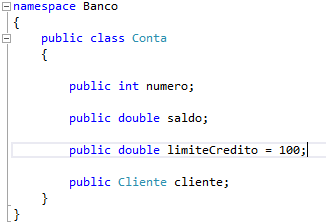 namespace Banco
{
public class Conta
{
public int numero;
public double saldo;
public double limiteCredito = 100;
public Cliente cliente;
}
}